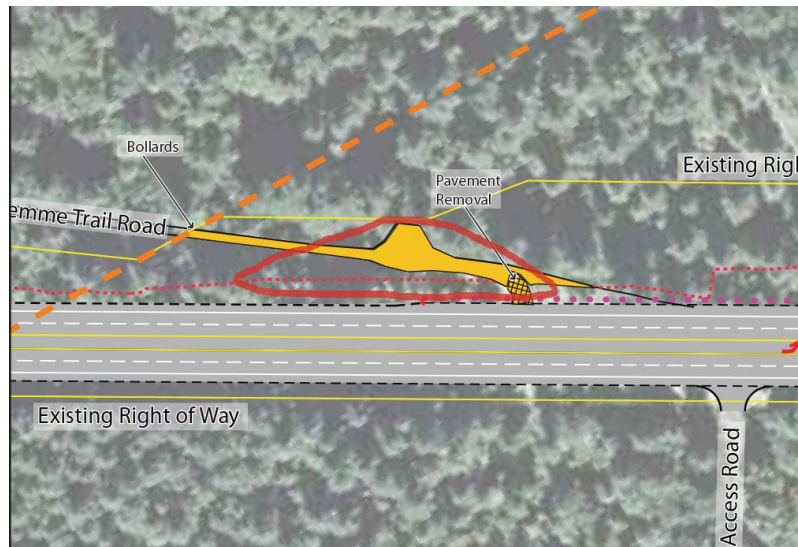 Bollards
Existing Righ
Pavement
Removal
emme Trail Road
Existing Right of Way
Access Road